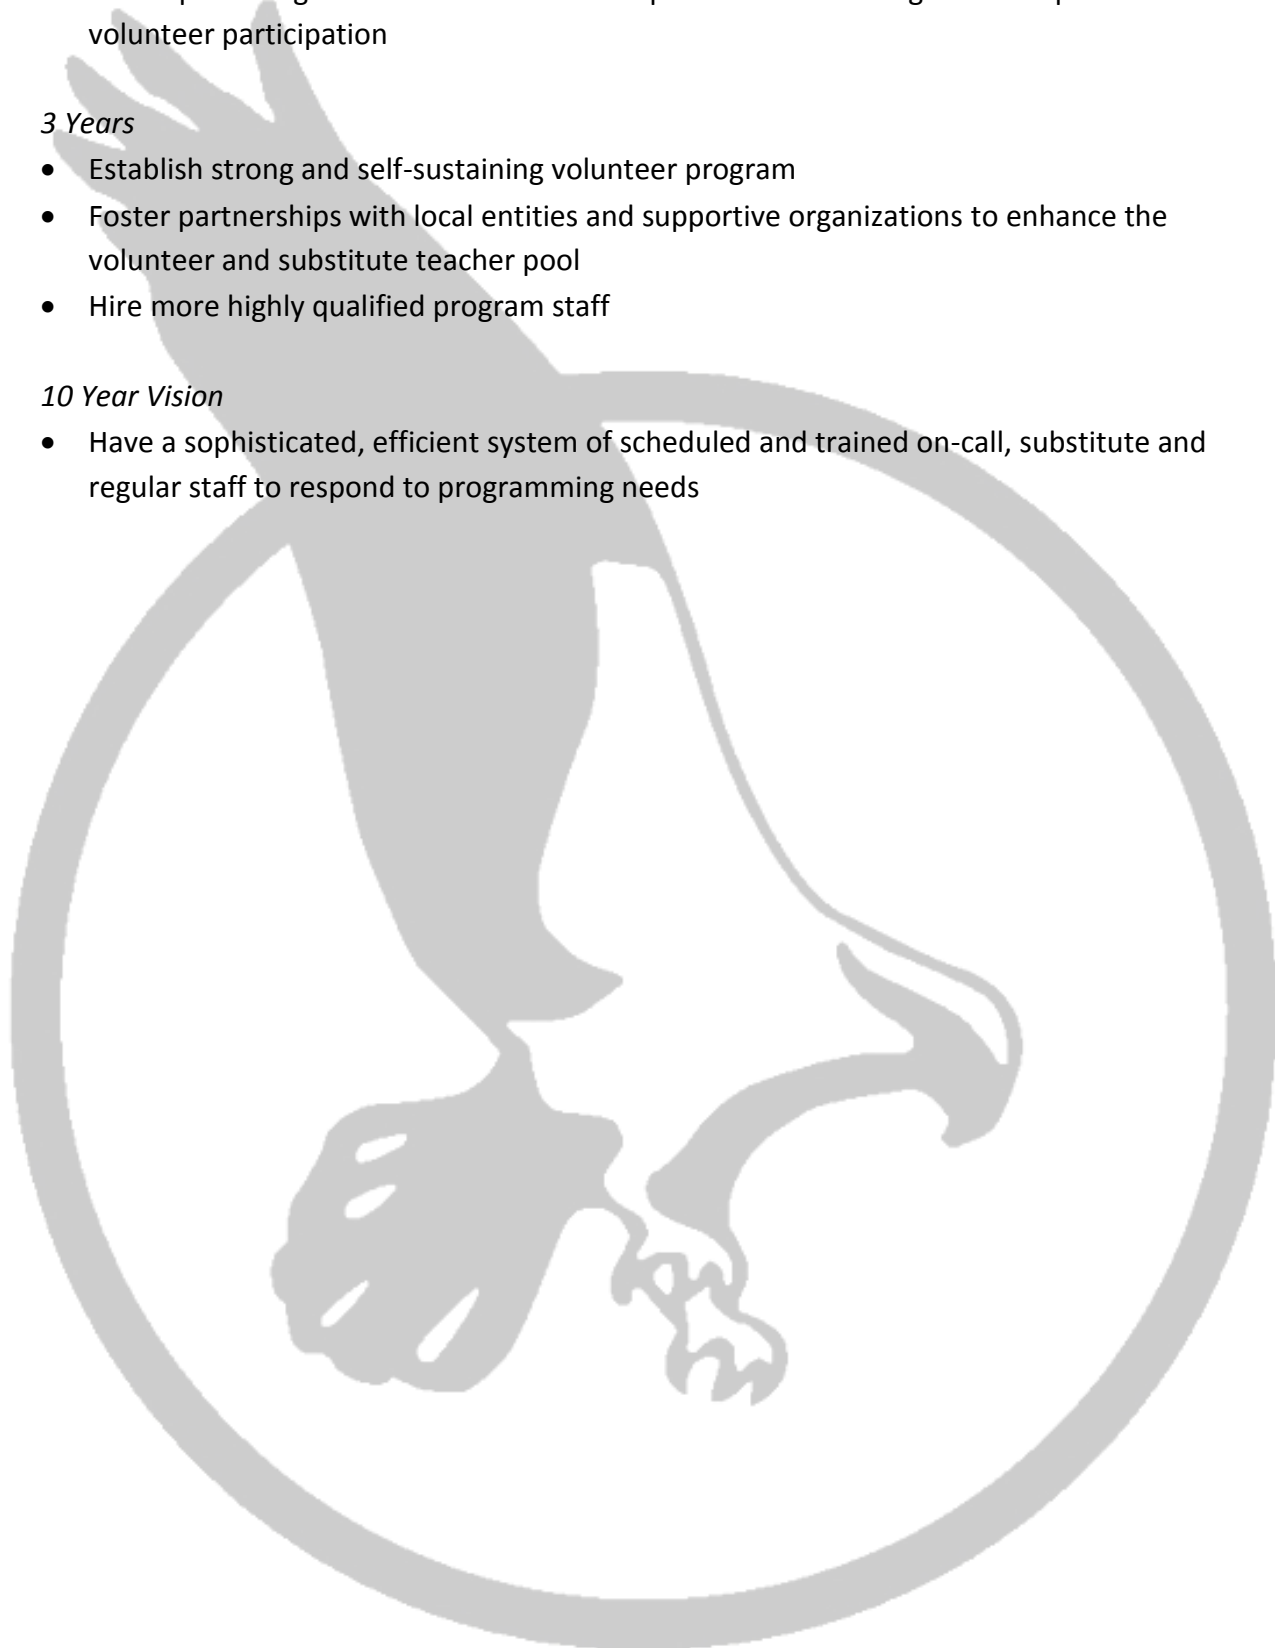 volunteer participation
3 Years
• Establish strong and self-sustaining volunteer program
• Foster partnerships with local entities and supportive organizations to enhance the
volunteer and substitute teacher pool
• Hire more highly qualified program staff
10 Year Vision
• Have a sophisticated, efficient system of scheduled and trained on-call, substitute and
regular staff to respond to programming needs